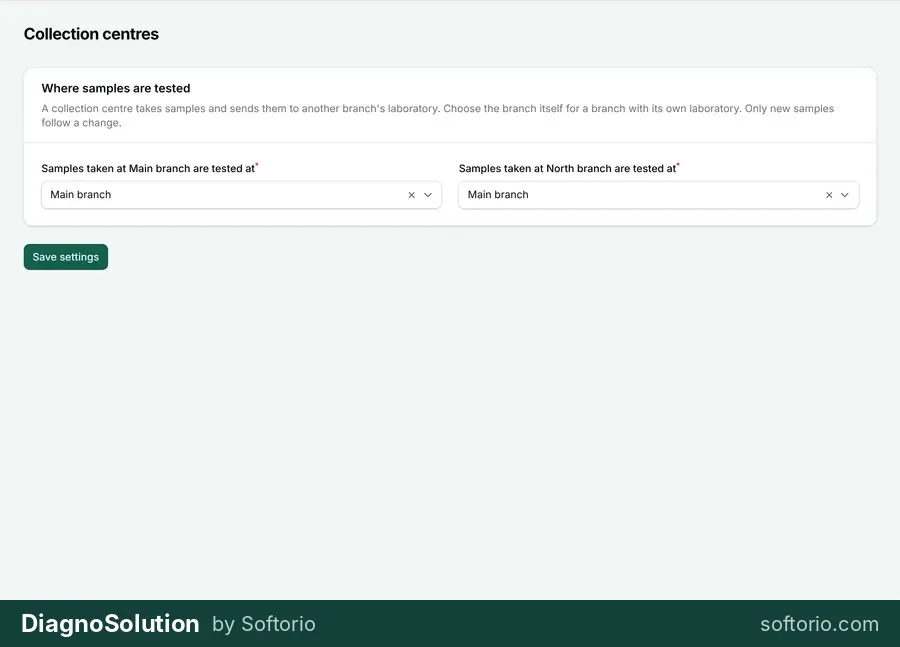 Collection centres
Where samples are tested
A collection centre takes samples and sends them to another branch's laboratory. Choose the branch itself for a branch with its own laboratory. Only new samples
follow a change.
Samples taken at Main branch are tested at*
Samples taken at North branch are tested at*
Main branch
Main branch
Save settings
DiagnoSolution by Softorio
softorio.com